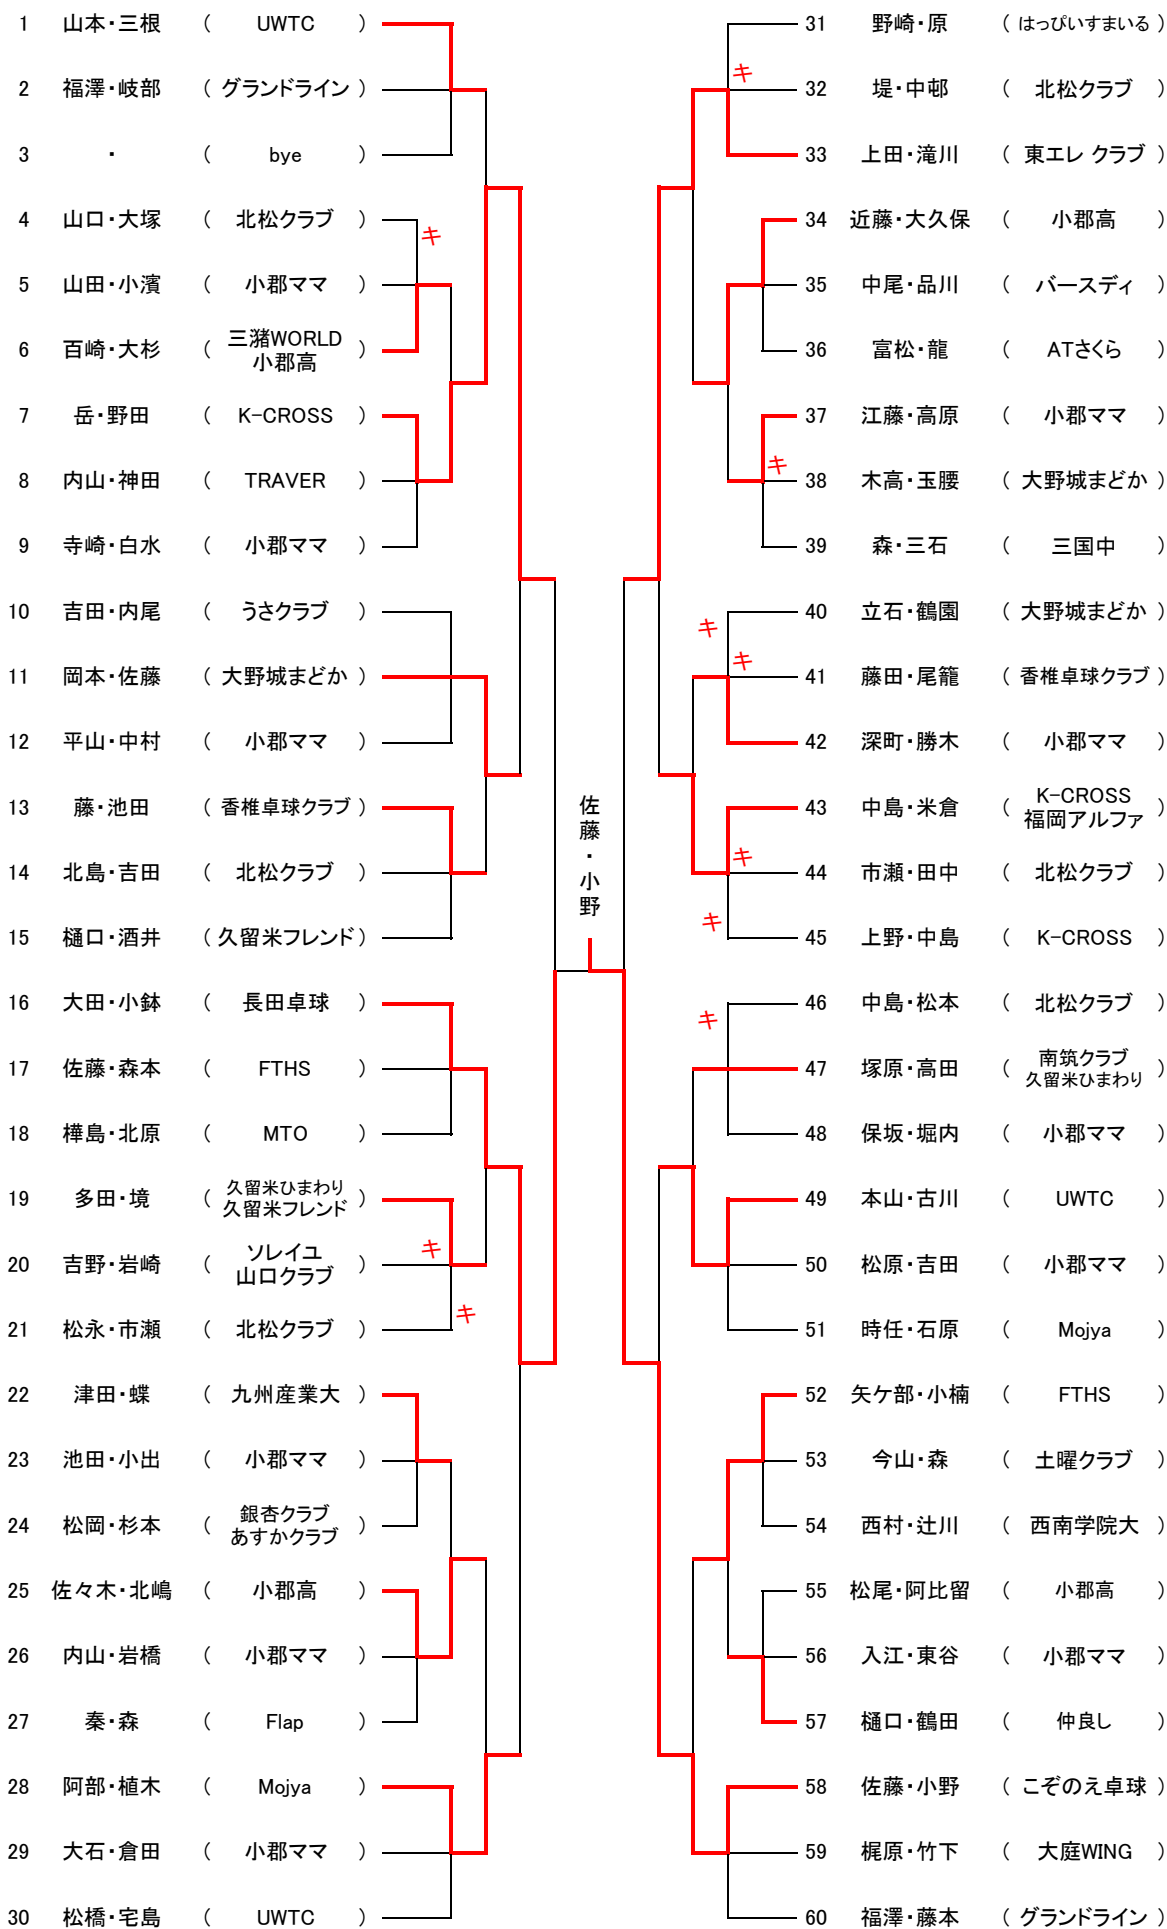 1 山本・三根 ( UWTC )
2 福澤・岐部 ( グランドライン )
3 ・ ( bye )
4 山口・大塚 ( 北松クラブ )
キ
5 山田・小濱 ( 小郡ママ )
6 百崎・大杉 ( 三潴WORLD
小郡高 )
7 岳・野田 ( K-CROSS )
8 内山・神田 ( TRAVER )
9 寺崎・白水 ( 小郡ママ )
10 吉田・内尾 ( うさクラブ )
11 岡本・佐藤 ( 大野城まどか )
12 平山・中村 ( 小郡ママ )
13 藤・池田 ( 香椎卓球クラブ )
14 北島・吉田 ( 北松クラブ )
15 樋口・酒井 ( 久留米フレンド )
16 大田・小鉢 ( 長田卓球 )
17 佐藤・森本 ( FTHS )
18 樺島・北原 ( MTO )
19 多田・境 ( 久留米ひまわり
久留米フレンド )
キ
20 吉野・岩崎 ( ソレイユ
山口クラブ )
キ
21 松永・市瀬 ( 北松クラブ )
22 津田・蝶 ( 九州産業大 )
23 池田・小出 ( 小郡ママ )
24 松岡・杉本 ( 銀杏クラブ
あすかクラブ )
25 佐々木・北嶋 ( 小郡高 )
26 内山・岩橋 ( 小郡ママ )
27 秦・森 ( Flap )
28 阿部・植木 ( Mojya )
29 大石・倉田 ( 小郡ママ )
30 松橋・宅島 ( UWTC )
佐藤・小野
31 野崎・原 ( はっぴいすまいる )
キ
32 堤・中邨 ( 北松クラブ )
33 上田・滝川 ( 東エレ クラブ )
34 近藤・大久保 ( 小郡高 )
35 中尾・品川 ( バースディ )
36 富松・龍 ( ATさくら )
37 江藤・高原 ( 小郡ママ )
キ
38 木高・玉腰 ( 大野城まどか )
39 森・三石 ( 三国中 )
40 立石・鶴園 ( 大野城まどか )
キ
キ
41 藤田・尾籠 ( 香椎卓球クラブ )
42 深町・勝木 ( 小郡ママ )
43 中島・米倉 ( K-CROSS
福岡アルファ )
キ
44 市瀬・田中 ( 北松クラブ )
キ
45 上野・中島 ( K-CROSS )
46 中島・松本 ( 北松クラブ )
キ
47 塚原・高田 ( 南筑クラブ
久留米ひまわり )
48 保坂・堀内 ( 小郡ママ )
49 本山・古川 ( UWTC )
50 松原・吉田 ( 小郡ママ )
51 時任・石原 ( Mojya )
52 矢ケ部・小楠 ( FTHS )
53 今山・森 ( 土曜クラブ )
54 西村・辻川 ( 西南学院大 )
55 松尾・阿比留 ( 小郡高 )
56 入江・東谷 ( 小郡ママ )
57 樋口・鶴田 ( 仲良し )
58 佐藤・小野 ( こぞのえ卓球 )
59 梶原・竹下 ( 大庭WING )
60 福澤・藤本 ( グランドライン )